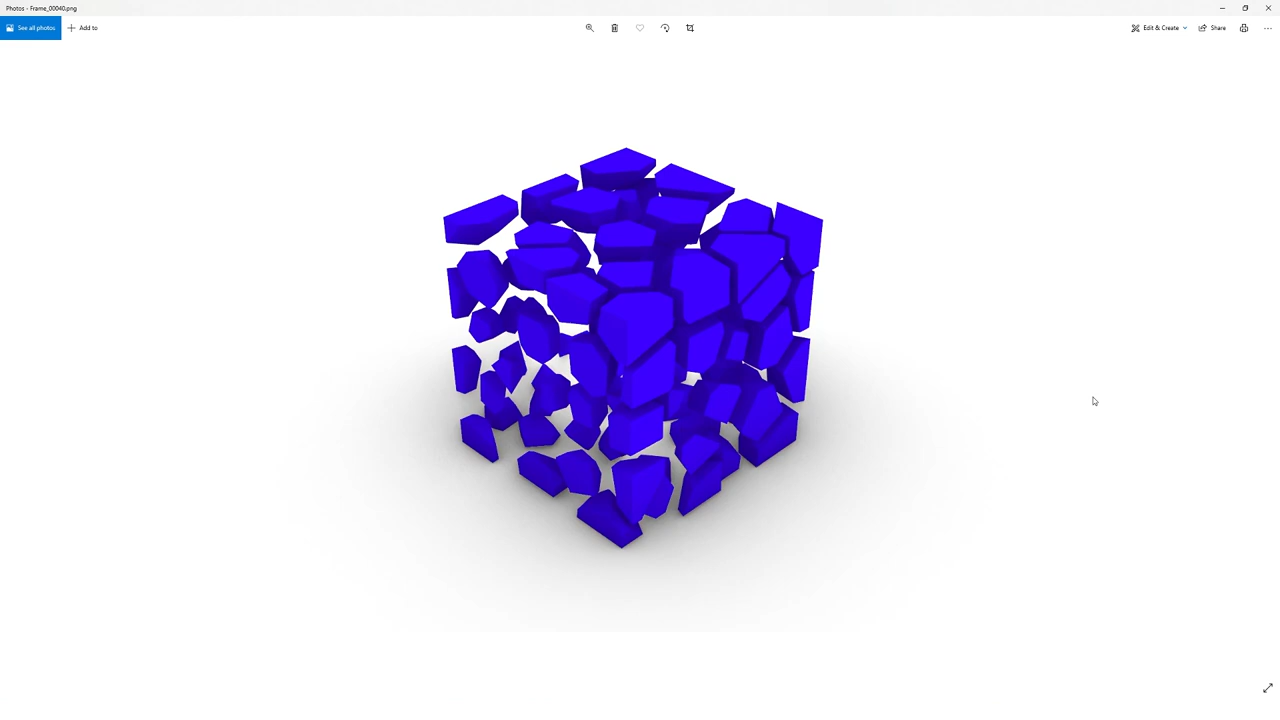 Photos - Frame_00040.png
See all photos
Add to
Edit & Create
Share